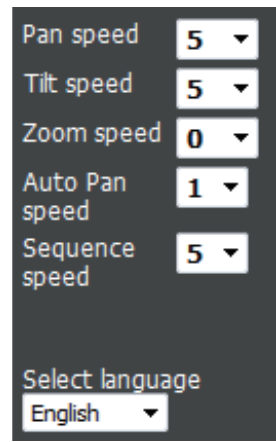 Pan speed 5
Tilt speed 5
Zoom speed 0
Auto Pan 1
speed
Sequence 5
speed
Select language
English